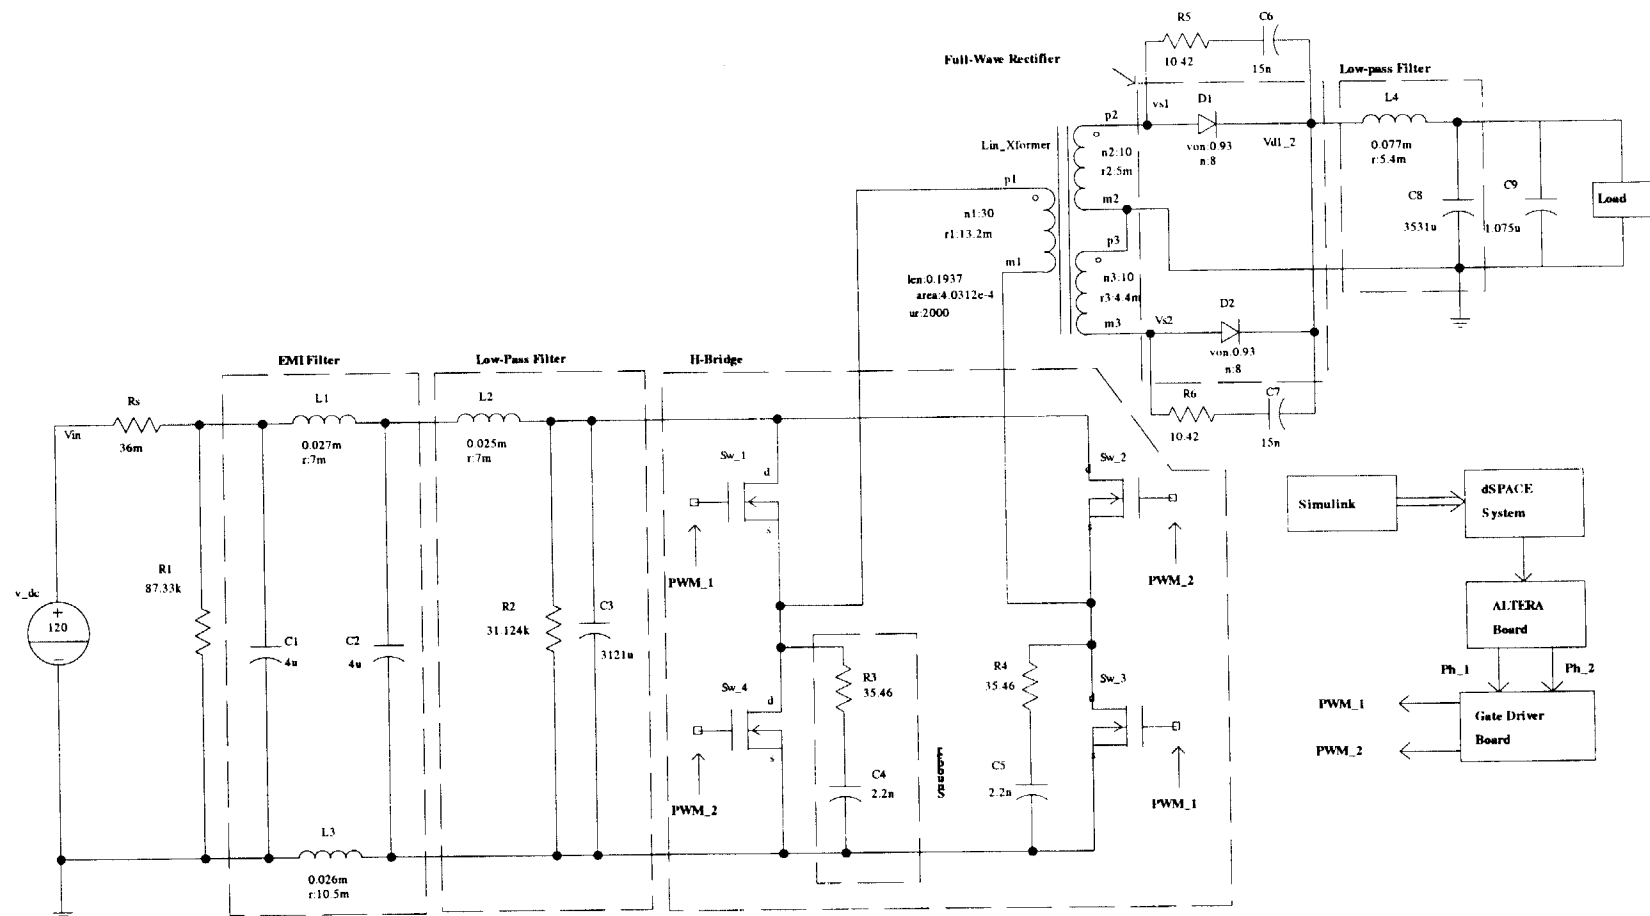 R5
C6
10.42
15n
Full-Wave Rectifier
Low-pass Filter
vs1
D1
L4
p2
Lin_Xformer
n2:10
r2:5m
von:0.93
n:8
Vd1_2
0.077m
r:5.4m
p1
m2
C8
C9
Load
n1:30
r1:13.2m
3531u
1.075u
p3
m1
len:0.1937
area:4.0312e-4
ur:2000
n3:10
r3:4.4m
D2
m3
Vs2
von:0.93
n:8
EMI Filter
Low-Pass Filter
H-Bridge
R6
C7
10.42
15n
Rs
L1
L2
Vin
36m
0.027m
r:7m
0.025m
r:7m
Sw_1
d
s
Sw_2
d
s
PWM_1
PWM_2
Simulink
dSPACE
System
R1
87.33k
v_dc
+
120
−
C1
4u
C2
4u
R2
31.124k
C3
3121u
R3
35.46
R4
35.46
Sw_4
d
s
Sw_3
d
s
ALTERA
Board
Ph_1
Ph_2
PWM_1
PWM_2
Gate Driver
Board
C4
2.2n
C5
2.2n
PWM_2
PWM_1
L3
0.026m
r:10.5m